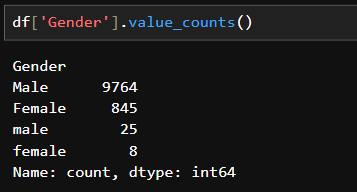 df['Gender'].value_counts()
Gender
Male      9764
Female     845
male        25
female       8
Name: count, dtype: int64